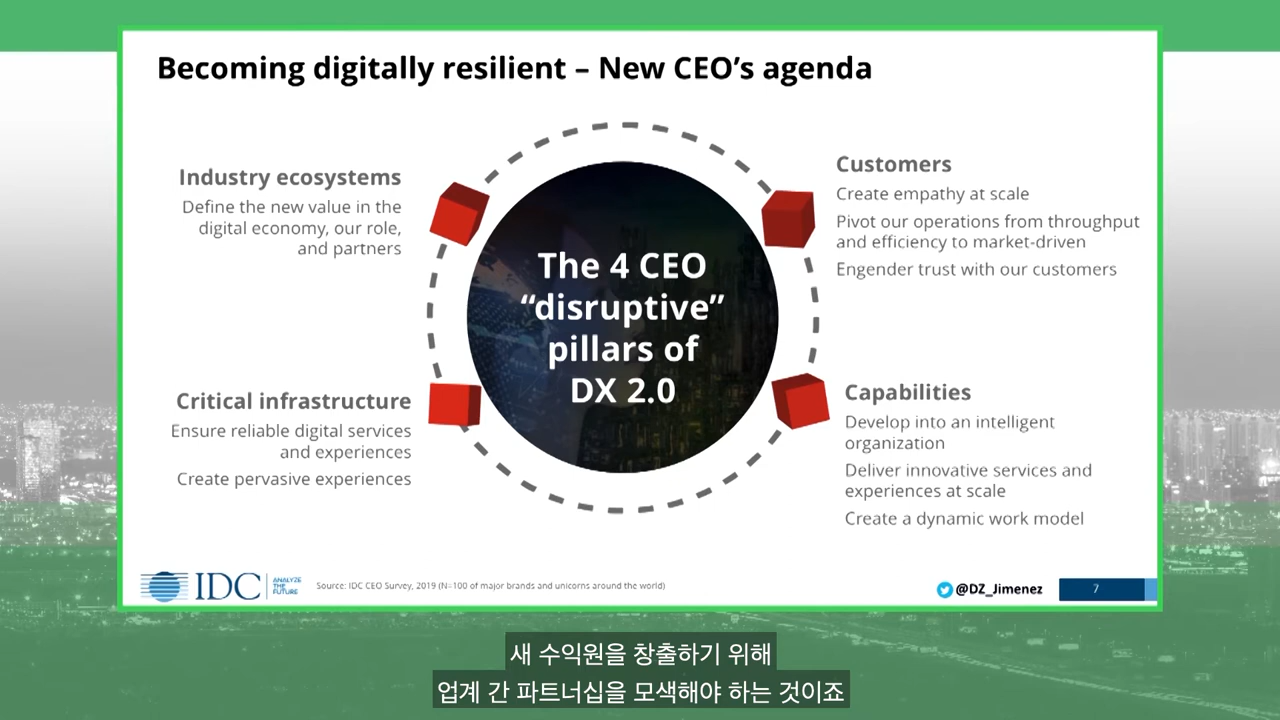 Becoming digitally resilient – New CEO’s agenda
Industry ecosystems
Define the new value in the
digital economy, our role,
and partners
Customers
Create empathy at scale
Pivot our operations from throughput
and efficiency to market-driven
Engender trust with our customers
The 4 CEO
“disruptive”
pillars of
DX 2.0
Critical infrastructure
Ensure reliable digital services
and experiences
Create pervasive experiences
Capabilities
Develop into an intelligent
organization
Deliver innovative services and
experiences at scale
Create a dynamic work model
IDC
ANALYZE
THE
FUTURE
Source: IDC CEO Survey, 2019 (N=100 of major brands and unicorns around the world)
@DZ_Jimenez
7
새 수익원을 창출하기 위해
업계 간 파트너십을 모색해야 하는 것이죠